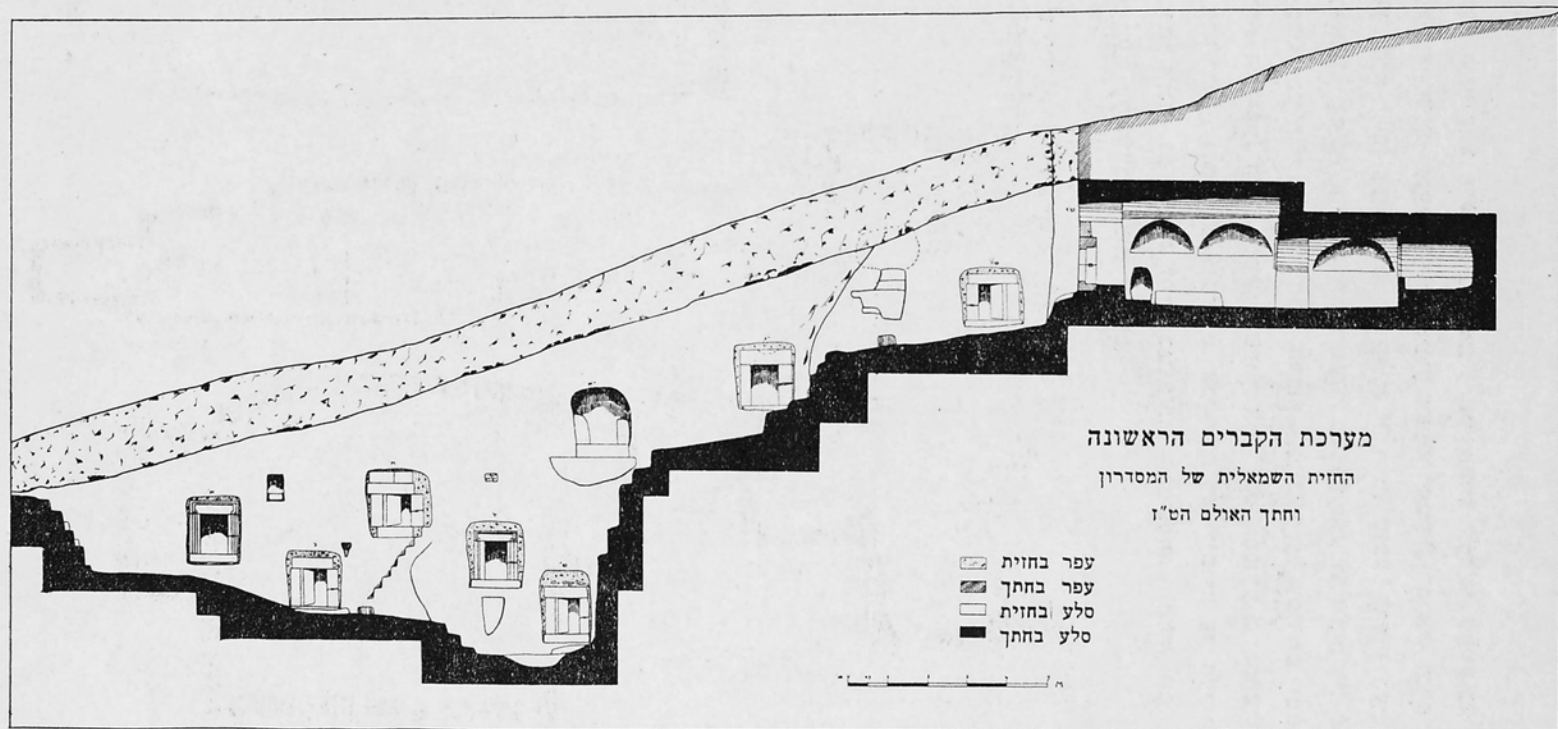 מערכת הקברים הראשונה
החזית השמאלית של המסדרון
וחתך האולם הט"ז
עפר בחזית
עפר בחתך
סלע בחזית
סלע בחתך